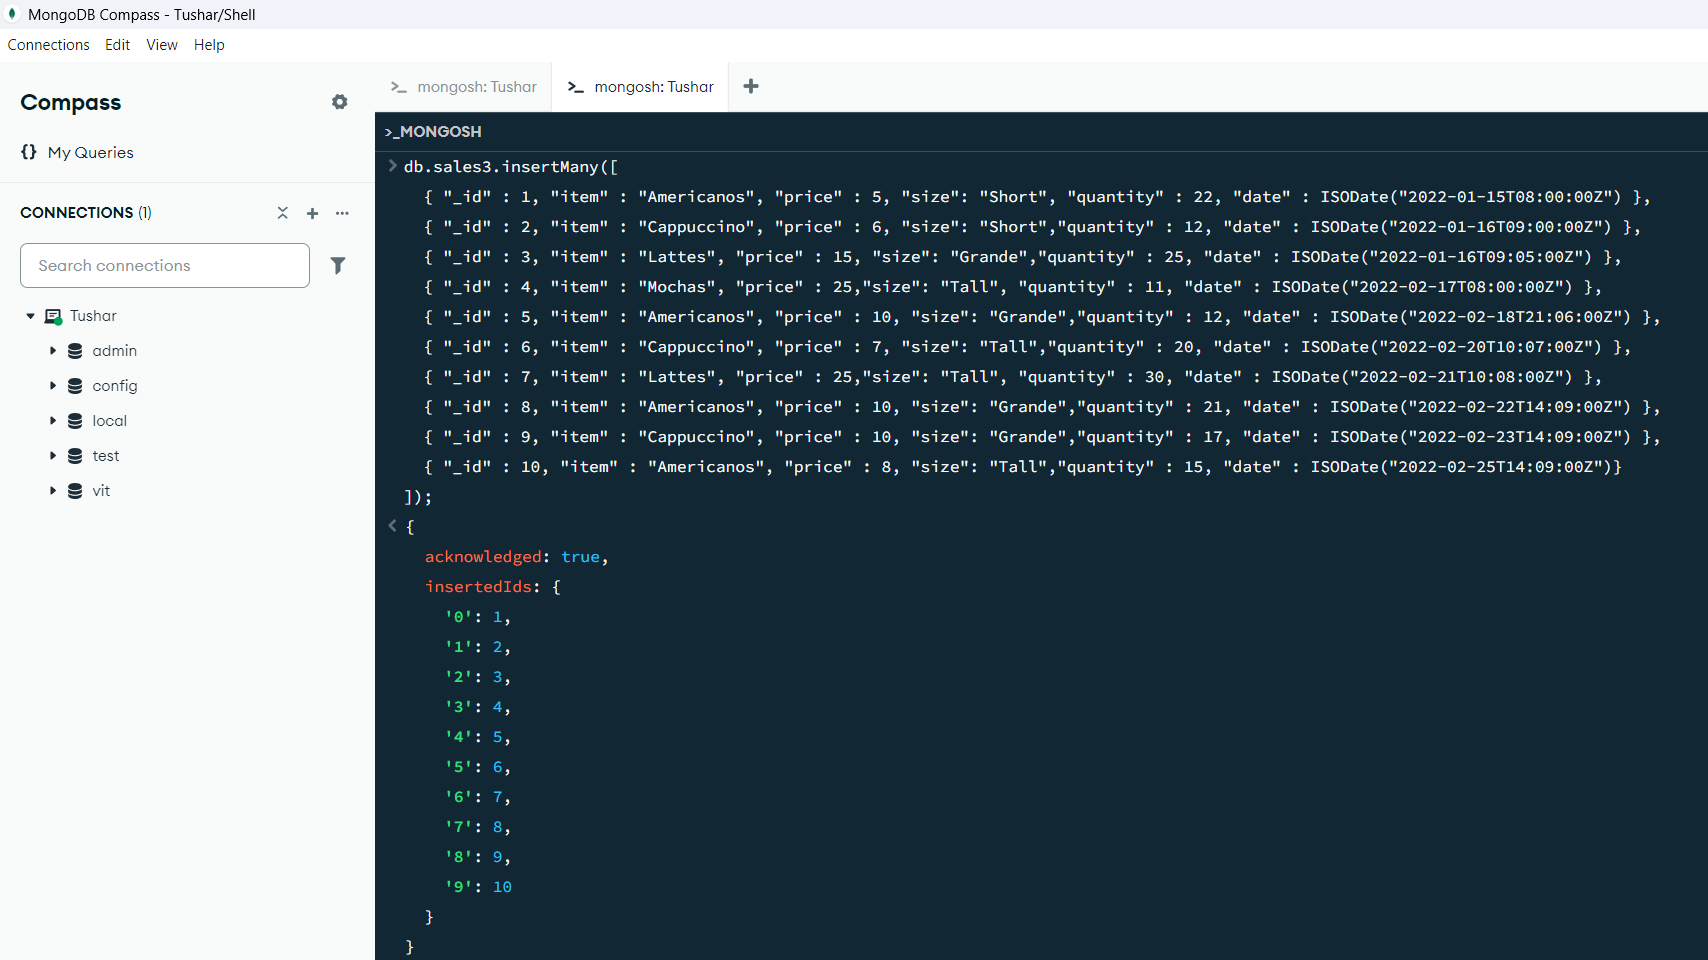 MongoDB Compass - Tushar/Shell
Connections Edit View Help
Compass
{} My Queries
CONNECTIONS (1)
Search connections
Tushar
admin
config
local
test
vit
>_ mongosh: Tushar >_ mongosh: Tushar +
>_MONGOSH
> db.sales3.insertMany([
{ "_id" : 1, "item" : "Americanos", "price" : 5, "size": "Short", "quantity" : 22, "date" : ISODate("2022-01-15T08:00:00Z") },
{ "_id" : 2, "item" : "Cappuccino", "price" : 6, "size": "Short","quantity" : 12, "date" : ISODate("2022-01-16T09:00:00Z") },
{ "_id" : 3, "item" : "Lattes", "price" : 15, "size": "Grande","quantity" : 25, "date" : ISODate("2022-01-16T09:05:00Z") },
{ "_id" : 4, "item" : "Mochas", "price" : 25,"size": "Tall", "quantity" : 11, "date" : ISODate("2022-02-17T08:00:00Z") },
{ "_id" : 5, "item" : "Americanos", "price" : 10, "size": "Grande","quantity" : 12, "date" : ISODate("2022-02-18T21:06:00Z") },
{ "_id" : 6, "item" : "Cappuccino", "price" : 7, "size": "Tall","quantity" : 20, "date" : ISODate("2022-02-20T10:07:00Z") },
{ "_id" : 7, "item" : "Lattes", "price" : 25,"size": "Tall", "quantity" : 30, "date" : ISODate("2022-02-21T10:08:00Z") },
{ "_id" : 8, "item" : "Americanos", "price" : 10, "size": "Grande","quantity" : 21, "date" : ISODate("2022-02-22T14:09:00Z") },
{ "_id" : 9, "item" : "Cappuccino", "price" : 10, "size": "Grande","quantity" : 17, "date" : ISODate("2022-02-23T14:09:00Z") },
{ "_id" : 10, "item" : "Americanos", "price" : 8, "size": "Tall","quantity" : 15, "date" : ISODate("2022-02-25T14:09:00Z")}
]);
< {
acknowledged: true,
insertedIds: {
'0': 1,
'1': 2,
'2': 3,
'3': 4,
'4': 5,
'5': 6,
'6': 7,
'7': 8,
'8': 9,
'9': 10
}
}